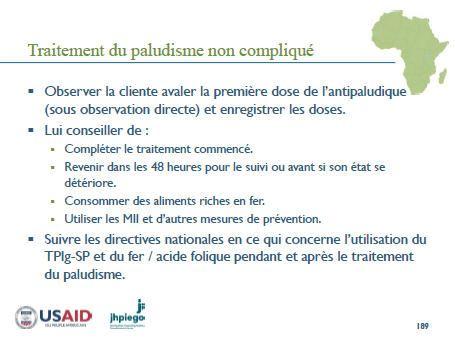 Traitement du paludisme non compliqué
▪ Observer la cliente avaler la première dose de l'antipaludique
(sous observation directe) et enregistrer les doses.
▪ Lui conseiller de :
▪ Compléter le traitement commencé.
▪ Revenir dans les 48 heures pour le suivi ou avant si son état se
détériore.
▪ Consommer des aliments riches en fer.
▪ Utiliser les MII et d'autres mesures de prévention.
▪ Suivre les directives nationales en ce qui concerne l'utilisation du
TPIg-SP et du fer / acide folique pendant et après le traitement
du paludisme.
USAID
jhpiego
189